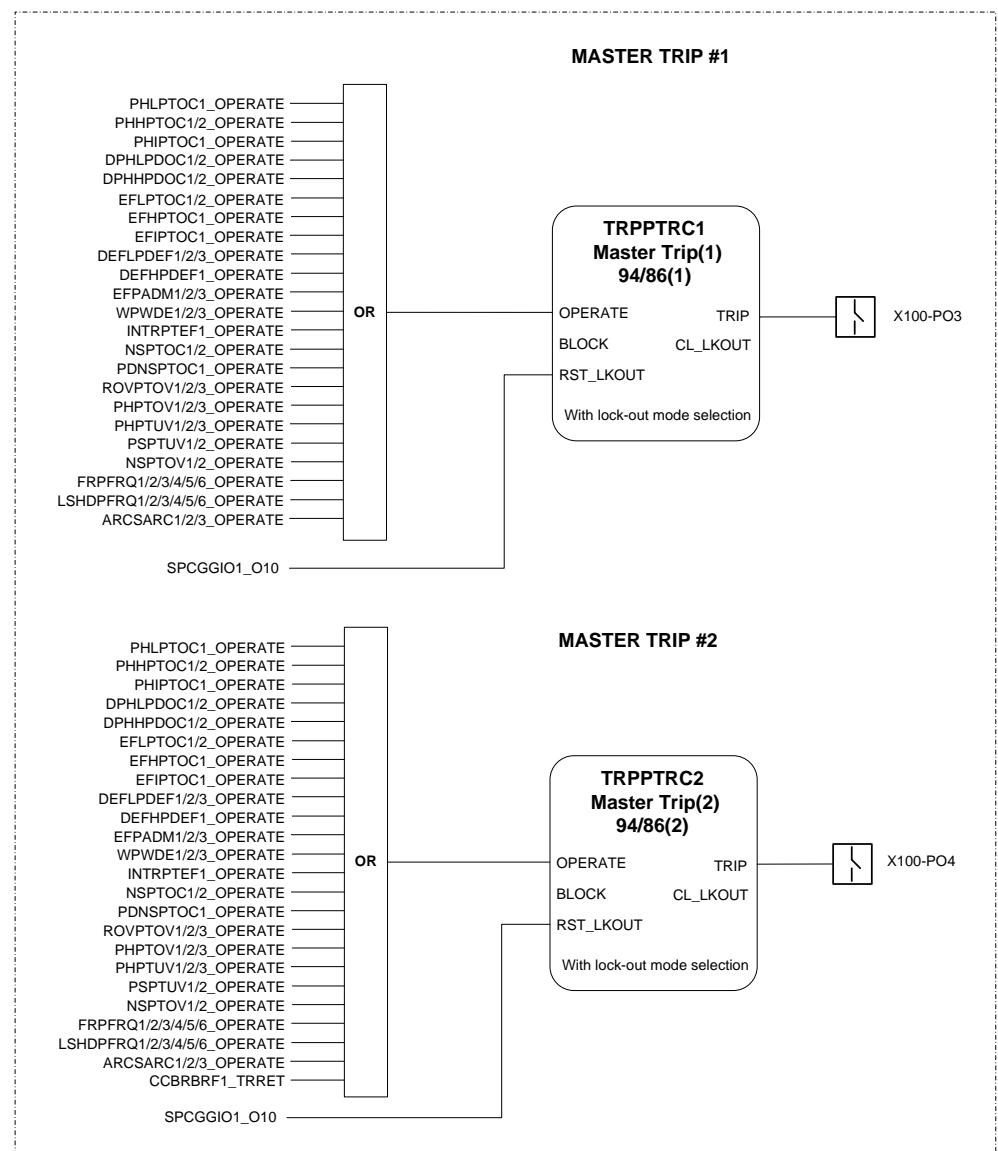 MASTER TRIP #1
PHLPTOC1_OPERATE
PHHPTOC1/2_OPERATE
PHIPTOC1_OPERATE
DPHLPDOC1/2_OPERATE
DPHHPDOC1/2_OPERATE
EFLPTOC1/2_OPERATE
EFHPTOC1_OPERATE
EFIPTOC1_OPERATE
DEFLPDEF1/2/3_OPERATE
DEFHPDEF1_OPERATE
EFPADM1/2/3_OPERATE
WPWDE1/2/3_OPERATE
INTRPTEF1_OPERATE
NSPTOC1/2_OPERATE
PDNSPTOC1_OPERATE
ROVPTOV1/2/3_OPERATE
PHPTOV1/2/3_OPERATE
PHPTUV1/2/3_OPERATE
PSPTUV1/2_OPERATE
NSPTOV1/2_OPERATE
FRPFRQ1/2/3/4/5/6_OPERATE
LSHDPFRQ1/2/3/4/5/6_OPERATE
ARCSARC1/2/3_OPERATE
OR
SPCGGIO1_O10
TRPPTRC1
Master Trip(1)
94/86(1)
OPERATE TRIP
BLOCK CL_LKOUT
RST_LKOUT
With lock-out mode selection
X100-PO3
MASTER TRIP #2
PHLPTOC1_OPERATE
PHHPTOC1/2_OPERATE
PHIPTOC1_OPERATE
DPHLPDOC1/2_OPERATE
DPHHPDOC1/2_OPERATE
EFLPTOC1/2_OPERATE
EFHPTOC1_OPERATE
EFIPTOC1_OPERATE
DEFLPDEF1/2/3_OPERATE
DEFHPDEF1_OPERATE
EFPADM1/2/3_OPERATE
WPWDE1/2/3_OPERATE
INTRPTEF1_OPERATE
NSPTOC1/2_OPERATE
PDNSPTOC1_OPERATE
ROVPTOV1/2/3_OPERATE
PHPTOV1/2/3_OPERATE
PHPTUV1/2/3_OPERATE
PSPTUV1/2_OPERATE
NSPTOV1/2_OPERATE
FRPFRQ1/2/3/4/5/6_OPERATE
LSHDPFRQ1/2/3/4/5/6_OPERATE
ARCSARC1/2/3_OPERATE
CCBRBRF1_TRRET
OR
SPCGGIO1_O10
TRPPTRC2
Master Trip(2)
94/86(2)
OPERATE TRIP
BLOCK CL_LKOUT
RST_LKOUT
With lock-out mode selection
X100-PO4